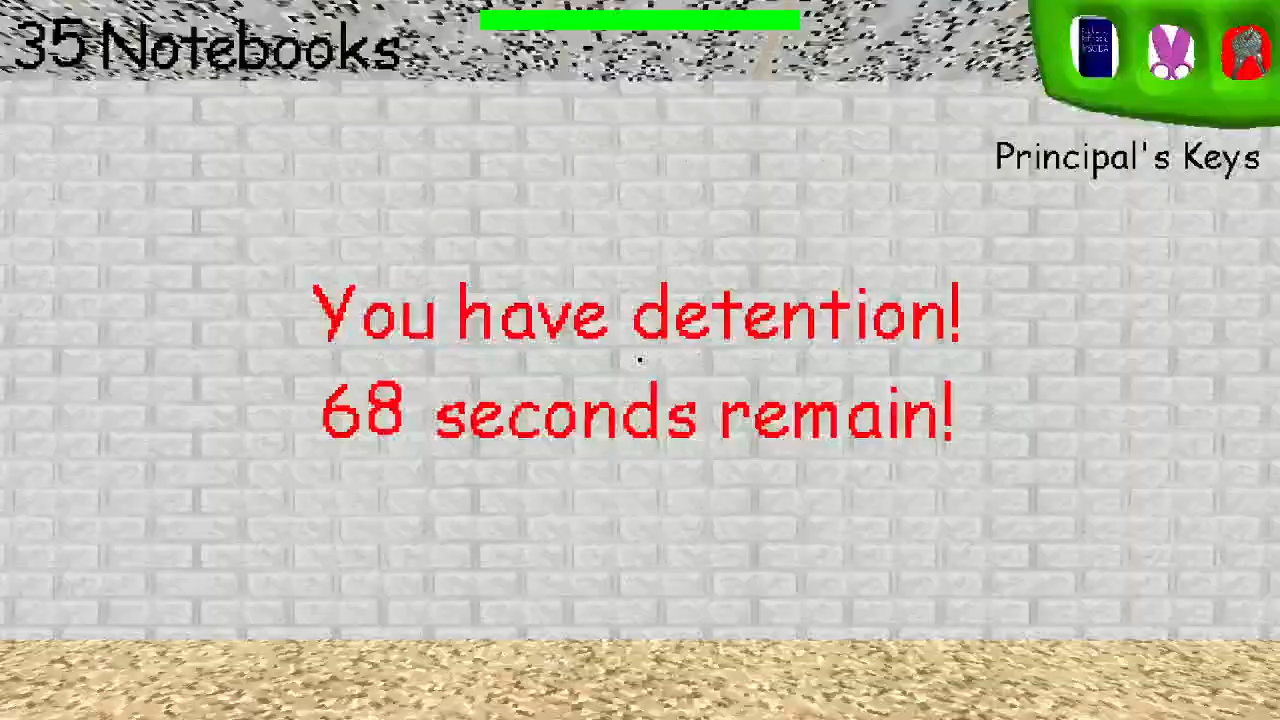 35 Notebooks
Principal's Keys
You have detention!
68 seconds remain!